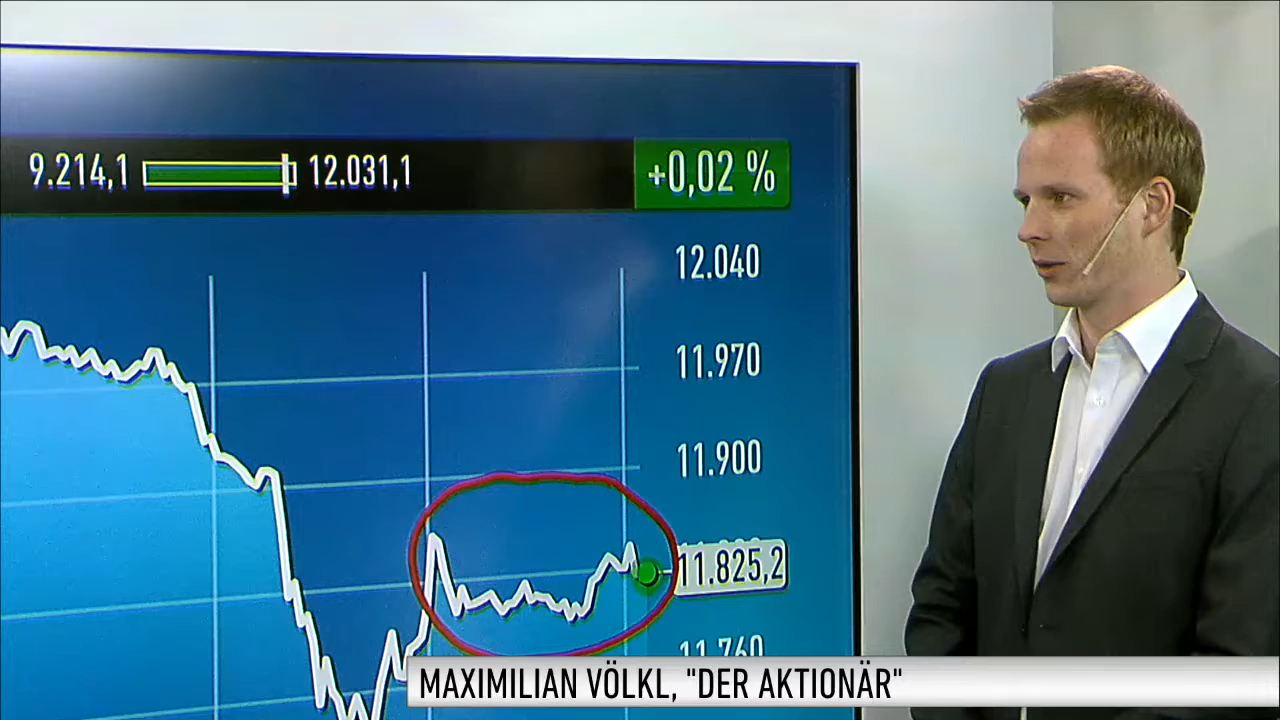 9.214,1 12.031,1 +0,02 %
12.040
11.970
11.900
11.825,2
11.760
MAXIMILIAN VÖLKL, "DER AKTIONÄR"